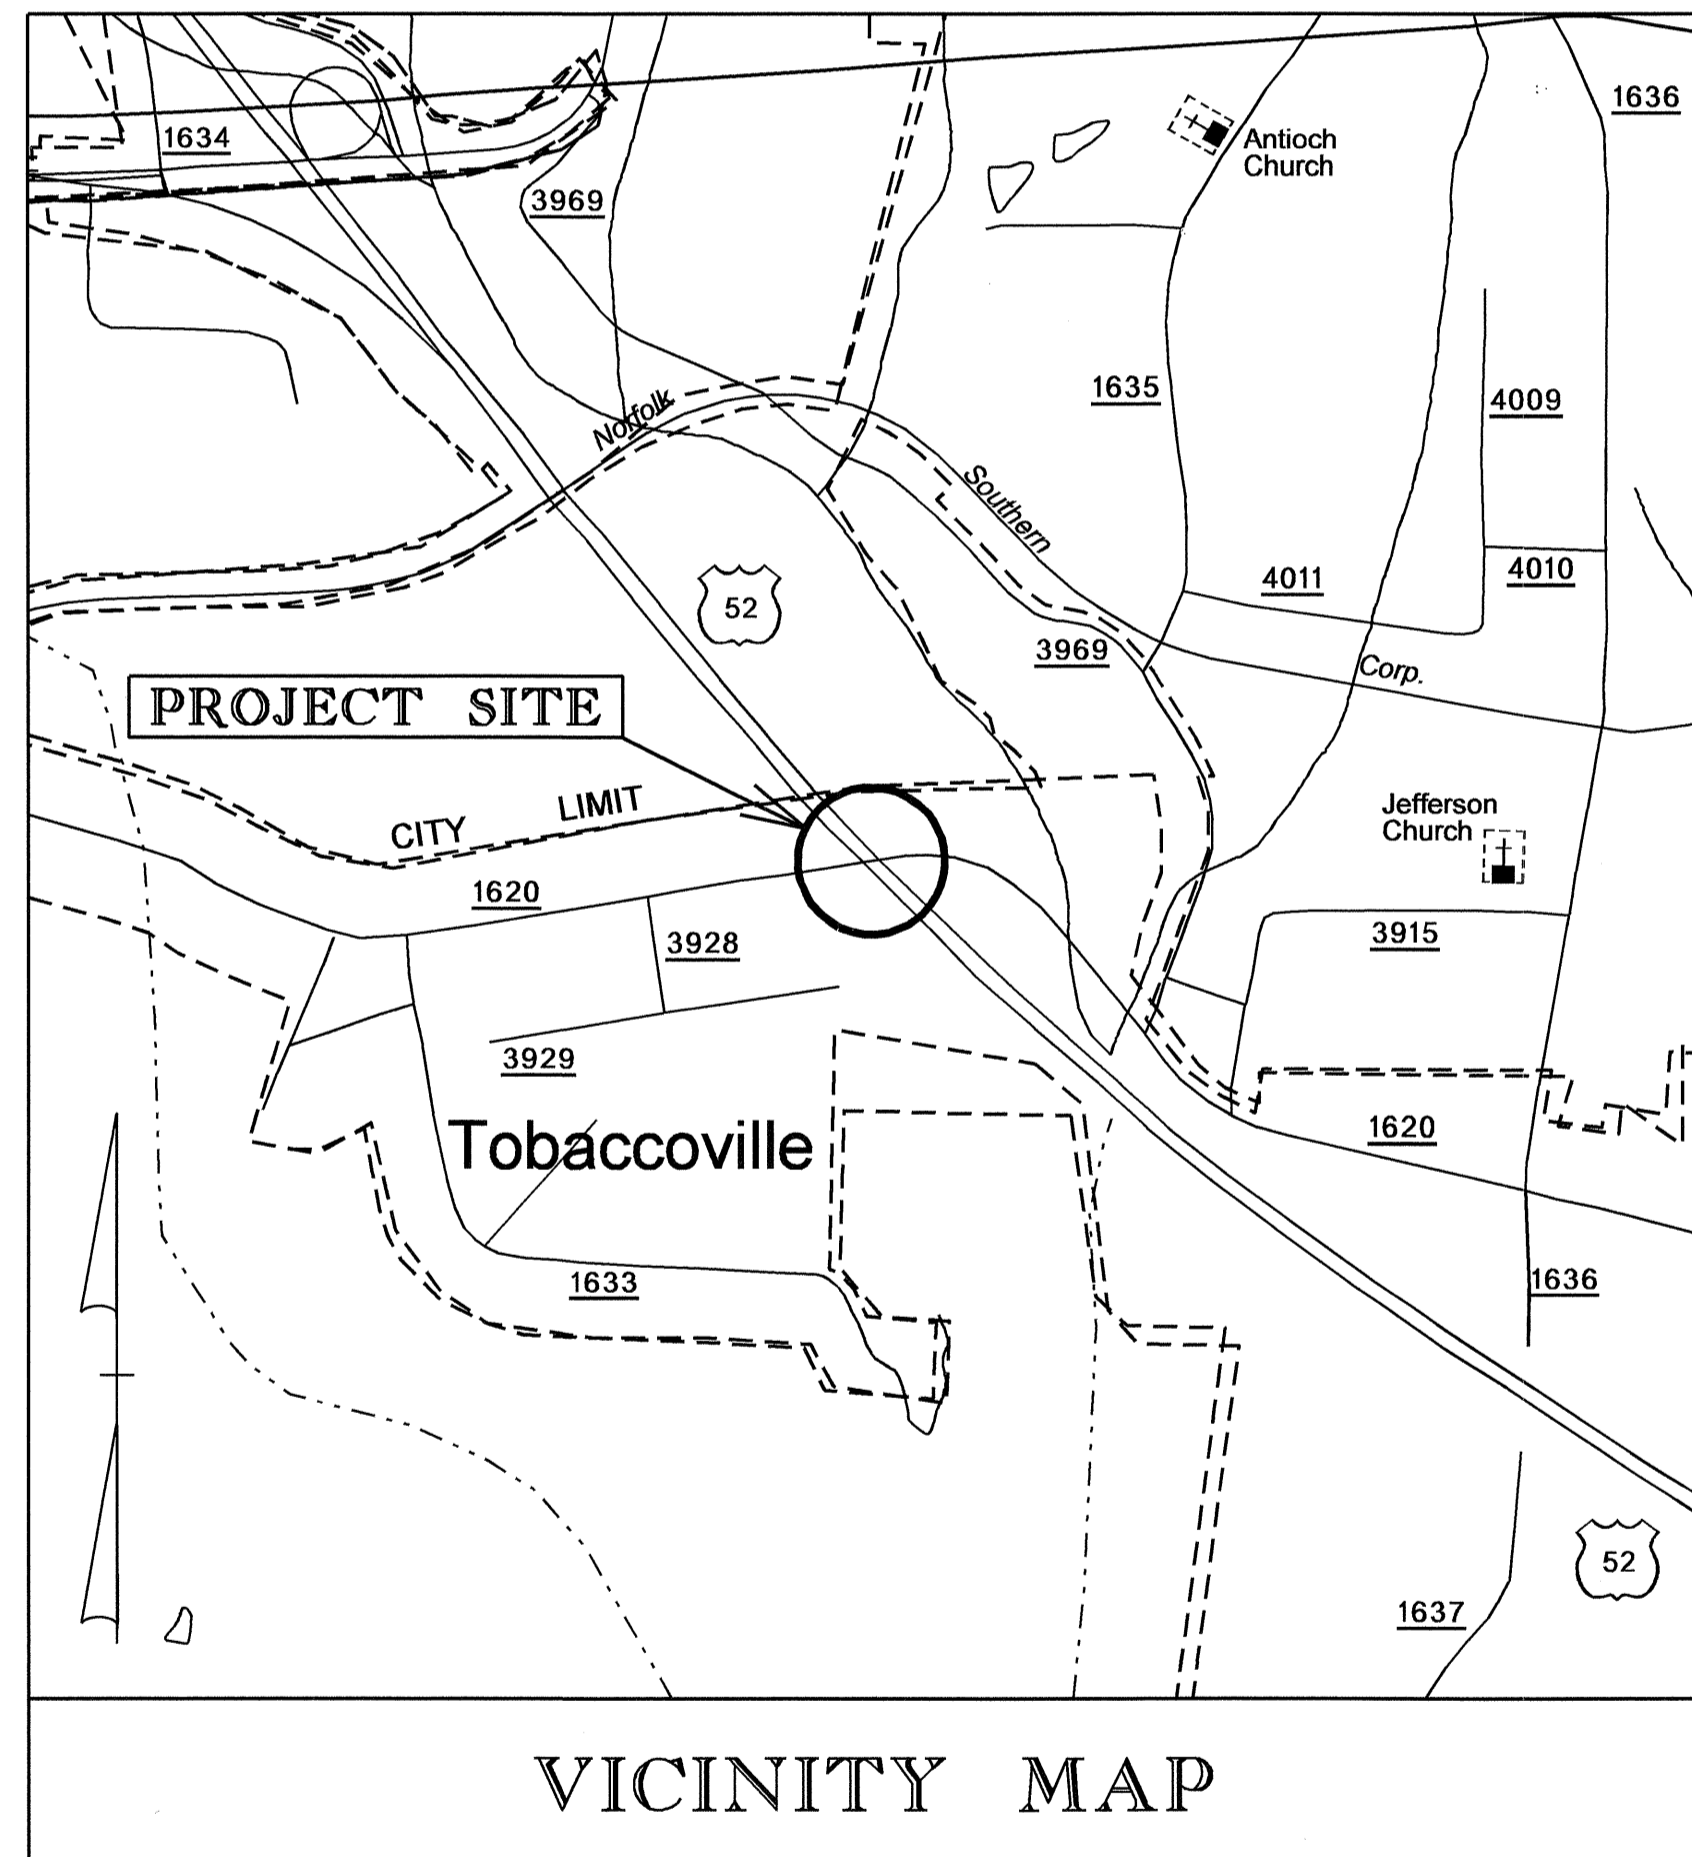 1636
1634
Antioch
Church
3969
1635
4009
Norfolk
Southern
4011
4010
52
3969
Corp.
PROJECT SITE
CITY LIMIT
Jefferson
Church
1620
3915
3928
3929
1620
Tobaccoville
1633
1636
52
1637
VICINITY MAP